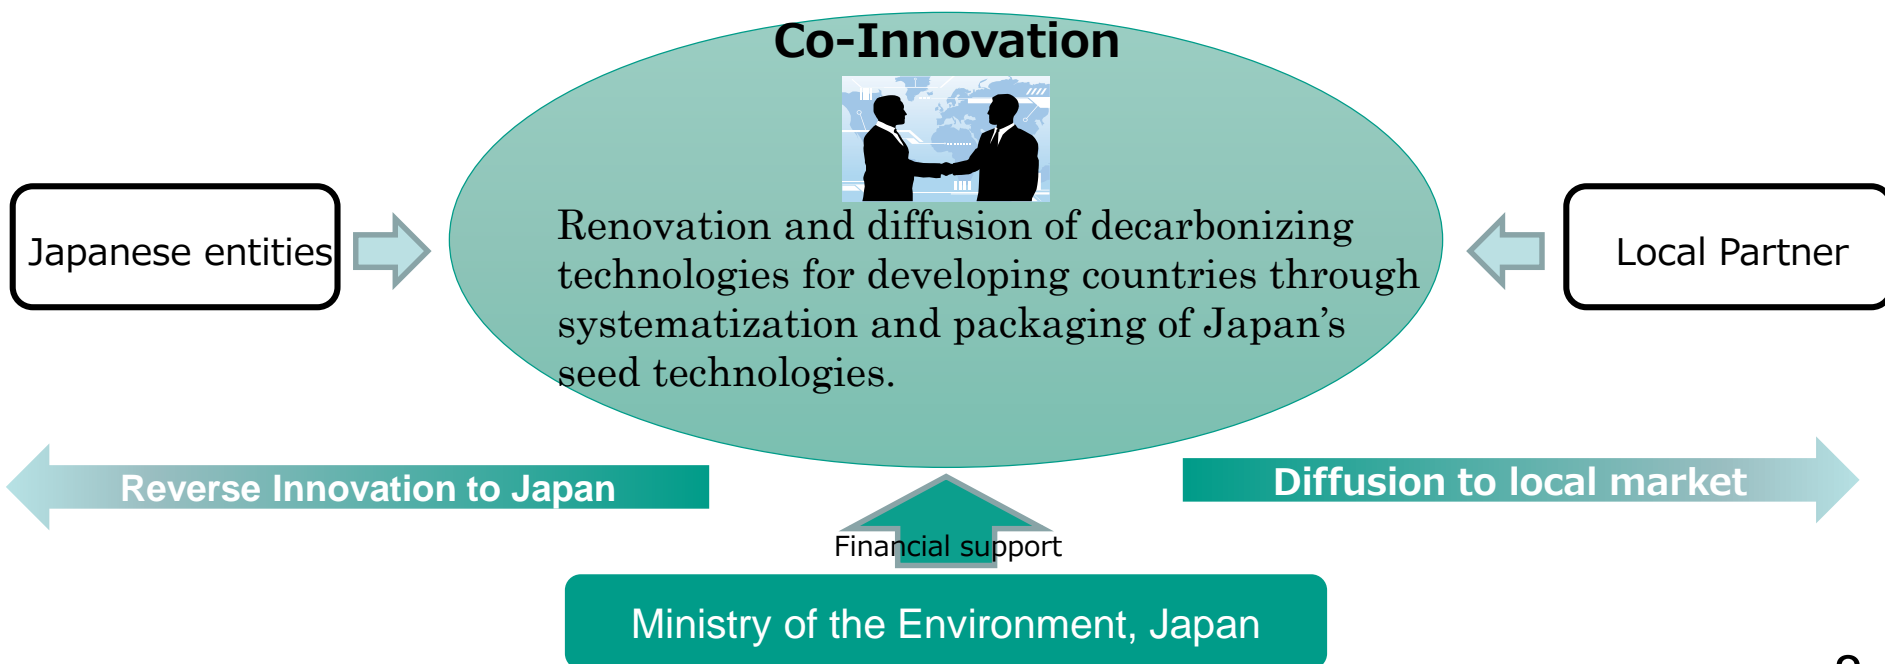 Co-Innovation
Renovation and diffusion of decarbonizing
technologies for developing countries through
systematization and packaging of Japan’s
seed technologies.
Japanese entities
Local Partner
Reverse Innovation to Japan
Diffusion to local market
Financial support
Ministry of the Environment, Japan